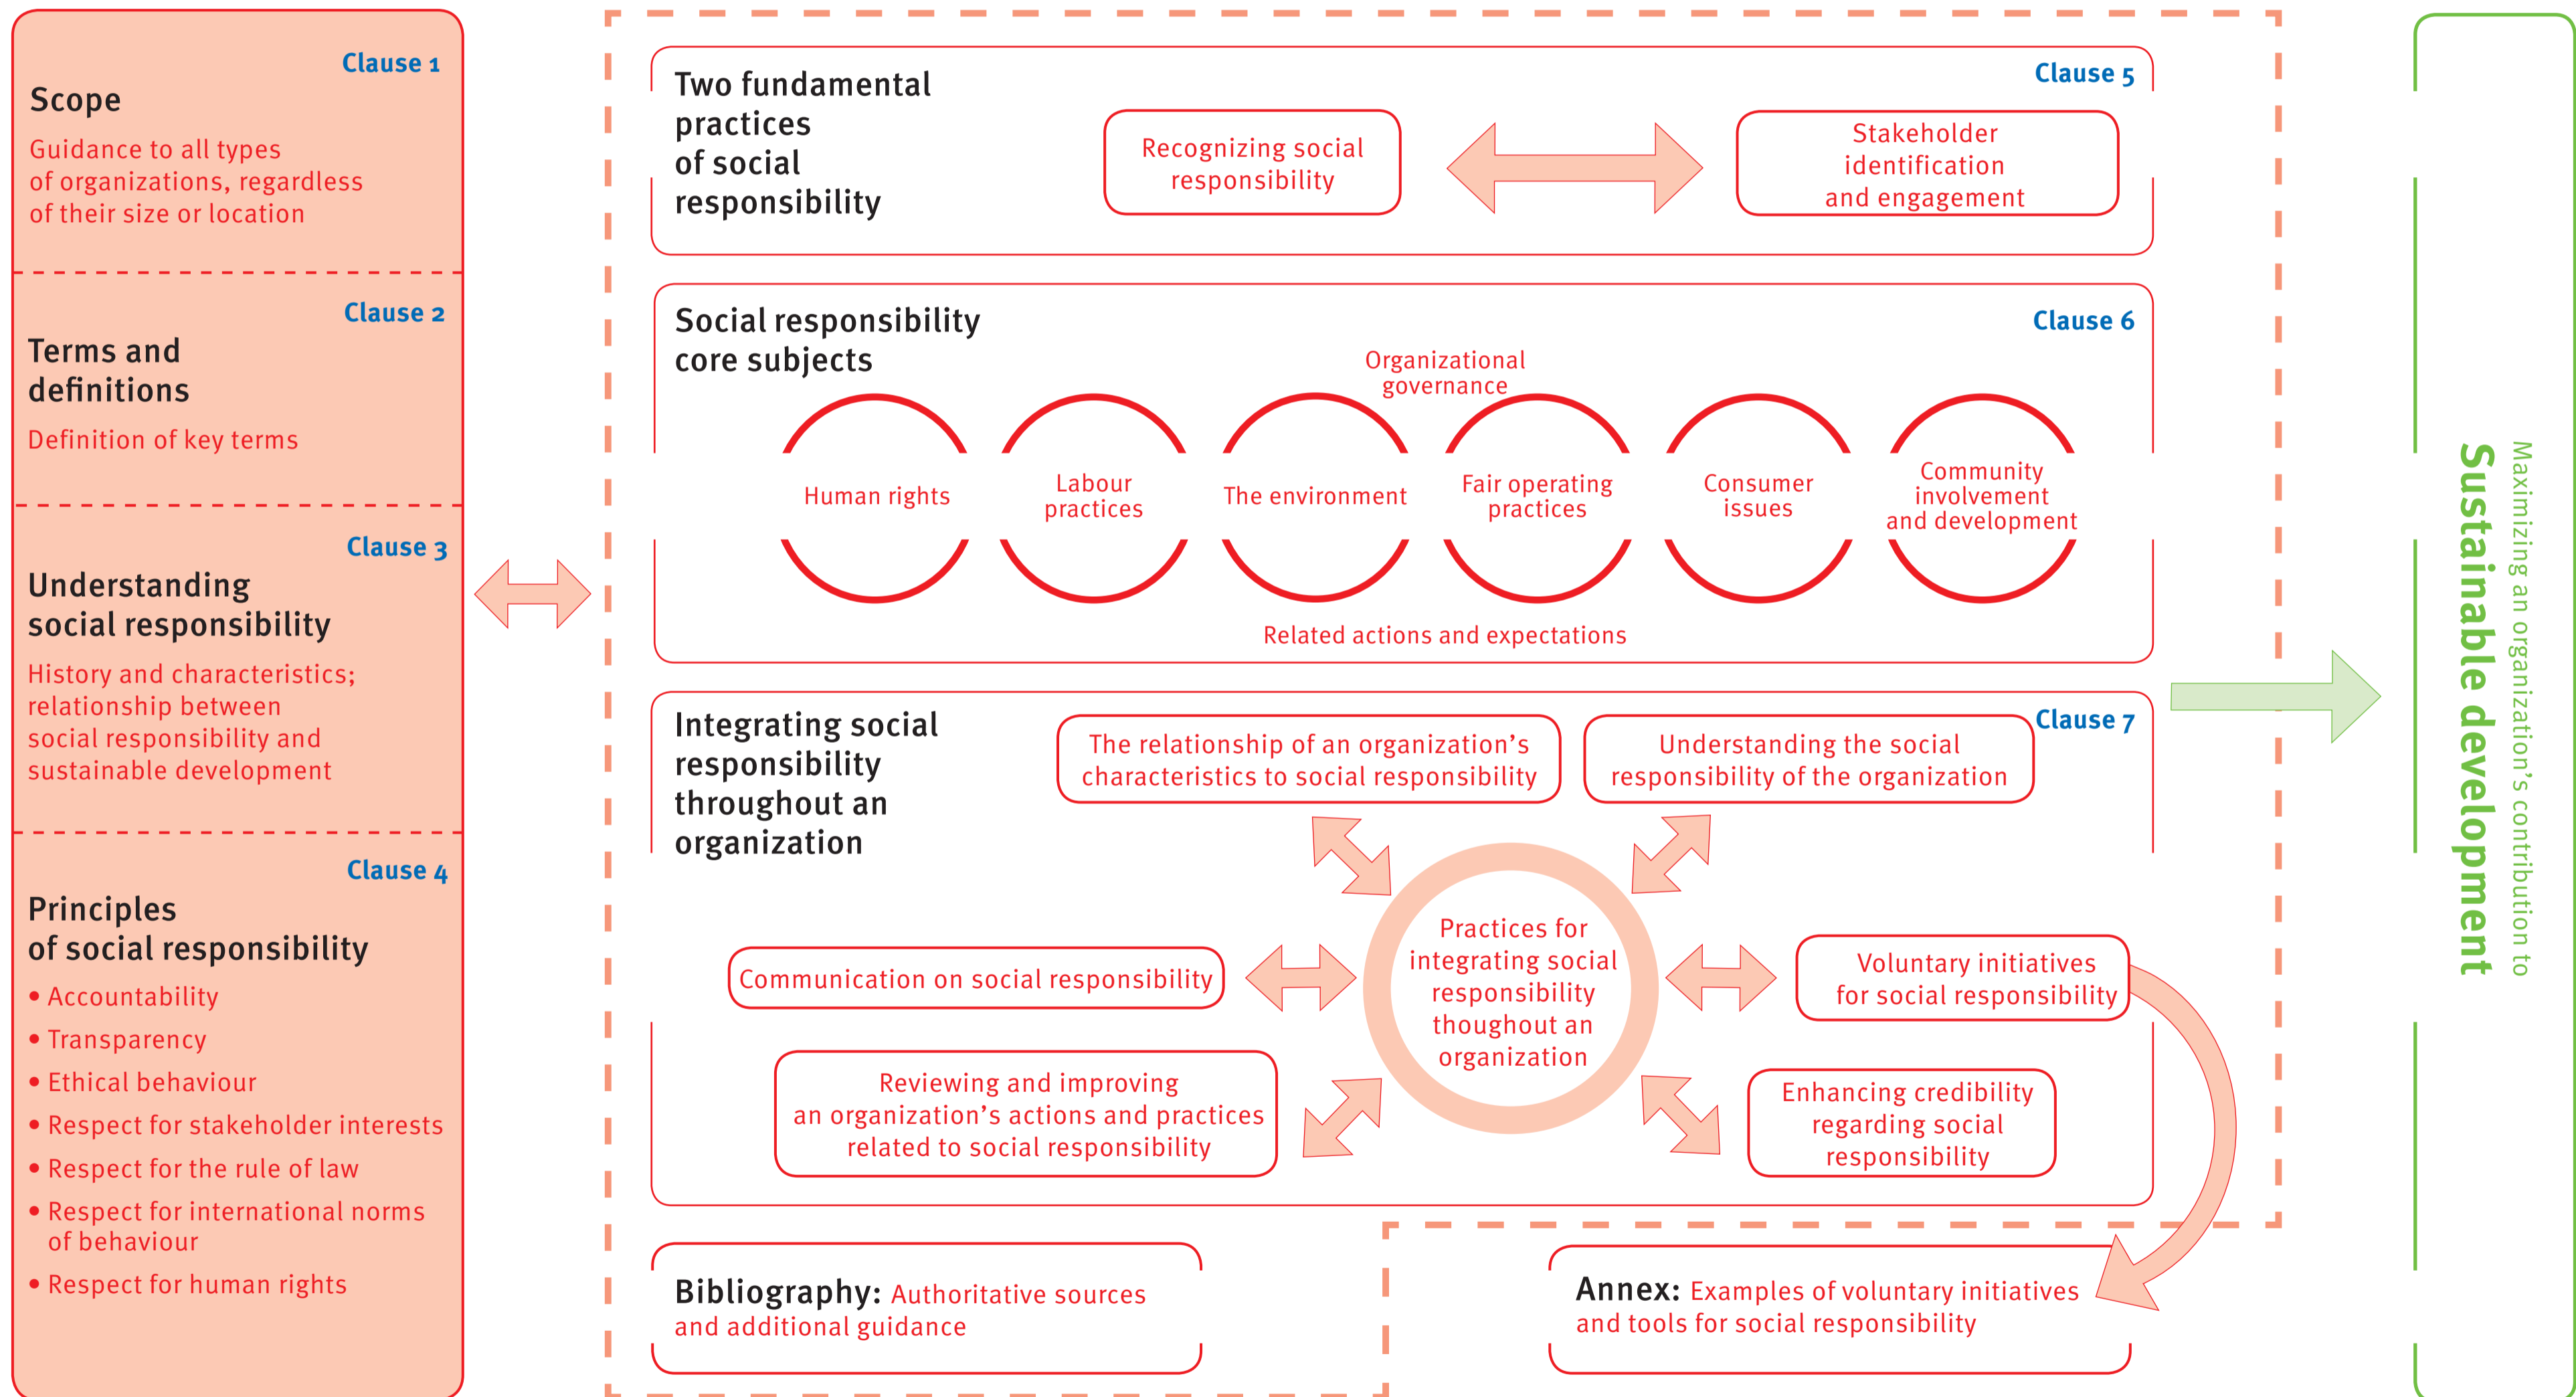 Clause 1
Scope
Guidance to all types
of organizations, regardless
of their size or location
Clause 2
Terms and
definitions
Definition of key terms
Clause 3
Understanding
social responsibility
History and characteristics;
relationship between
social responsibility and
sustainable development
Clause 4
Principles
of social responsibility
• Accountability
• Transparency
• Ethical behaviour
• Respect for stakeholder interests
• Respect for the rule of law
• Respect for international norms
of behaviour
• Respect for human rights
Clause 5
Two fundamental
practices
of social
responsibility
Recognizing social
responsibility
Stakeholder
identification
and engagement
Clause 6
Social responsibility
core subjects
Organizational
governance
Human rights
Labour
practices
The environment
Fair operating
practices
Consumer
issues
Community
involvement
and development
Related actions and expectations
Clause 7
Integrating social
responsibility
throughout an
organization
The relationship of an organization's
characteristics to social responsibility
Understanding the social
responsibility of the organization
Practices for
integrating social
responsibility
thoughout an
organization
Communication on social responsibility
Voluntary initiatives
for social responsibility
Reviewing and improving
an organization's actions and practices
related to social responsibility
Enhancing credibility
regarding social
responsibility
Bibliography: Authoritative sources
and additional guidance
Annex: Examples of voluntary initiatives
and tools for social responsibility
Maximizing an organization's contribution to
Sustainable development